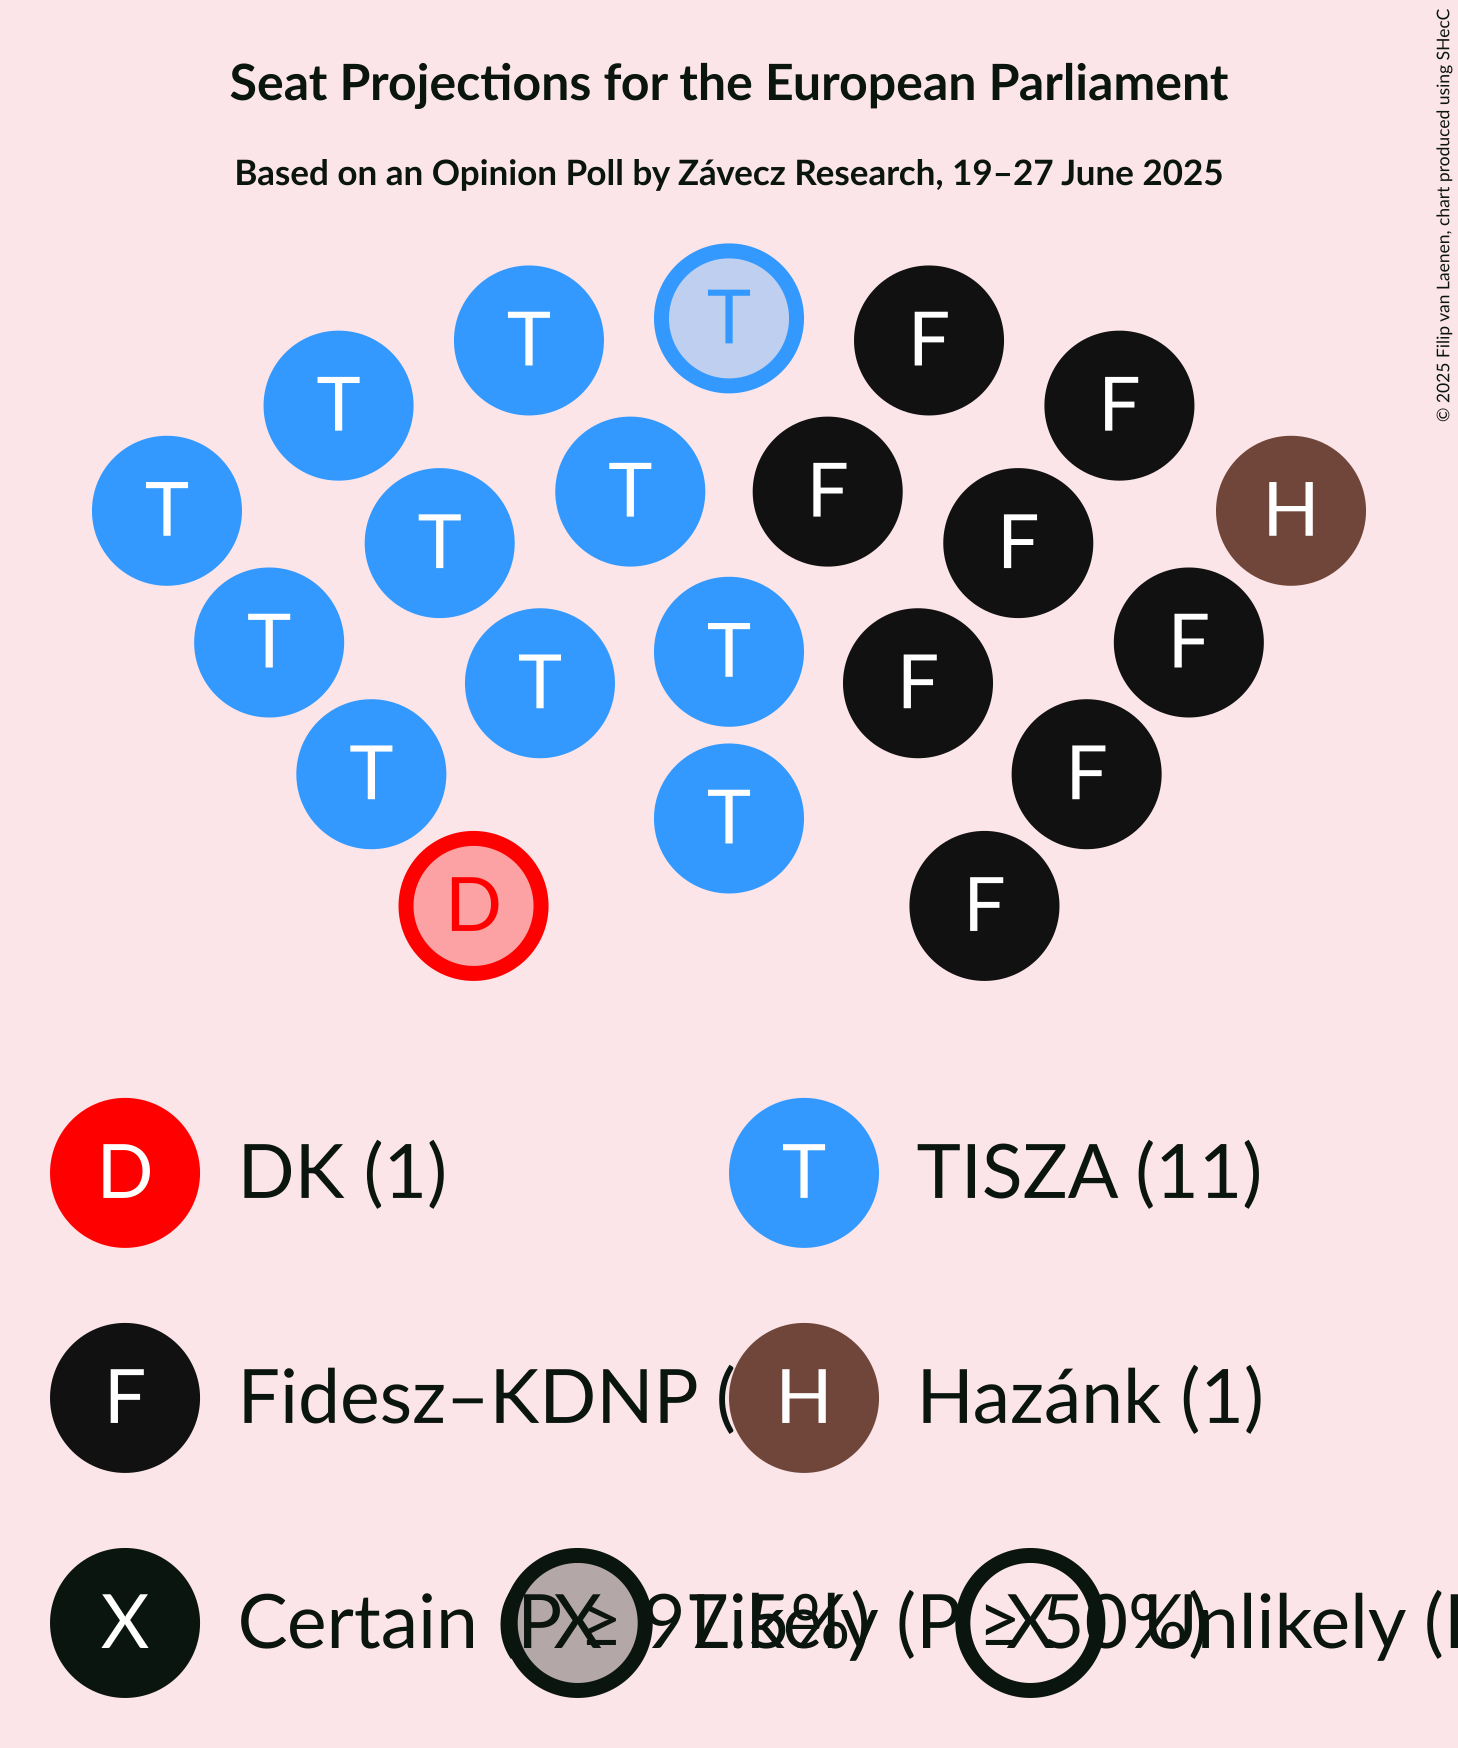 Seat Projections for the European Parliament
Based on an Opinion Poll by Závecz Research, 19–27 June 2025
© 2025 Filip van Laenen, chart produced using SHecC
T
T T
T F
T F
T T
F H
T F
T F
T T
F F
T F
T
D F
D DK (1) T TISZA (11)
F Fidesz–KDNP ( H Hazánk (1)
X Certain (P ≥ 97.5%) X Likely (P ≥ 50%) X Unlikely (